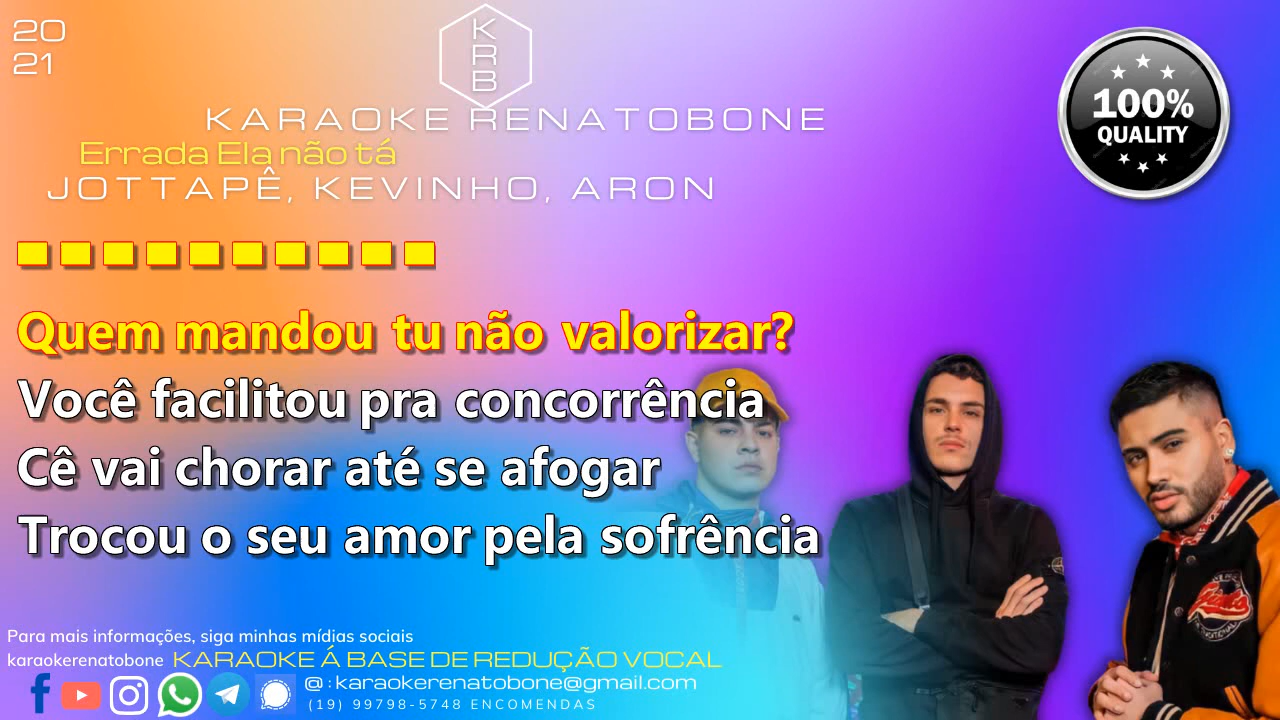 20
21
K
R
B
KARAOKE RENATOBONE
Errada Ela não tá
JOTTAPÊ, KEVINHO, ARON
100%
QUALITY
Quem mandou tu não valorizar?
Você facilitou pra concorrência
Cê vai chorar até se afogar
Trocou o seu amor pela sofrência
Para mais informações, siga minhas mídias sociais
karaokerenatobone KARAOKE Á BASE DE REDUÇÃO VOCAL
@:karaokerenatobone@gmail.com
(19) 99798-5748 ENCOMENDAS